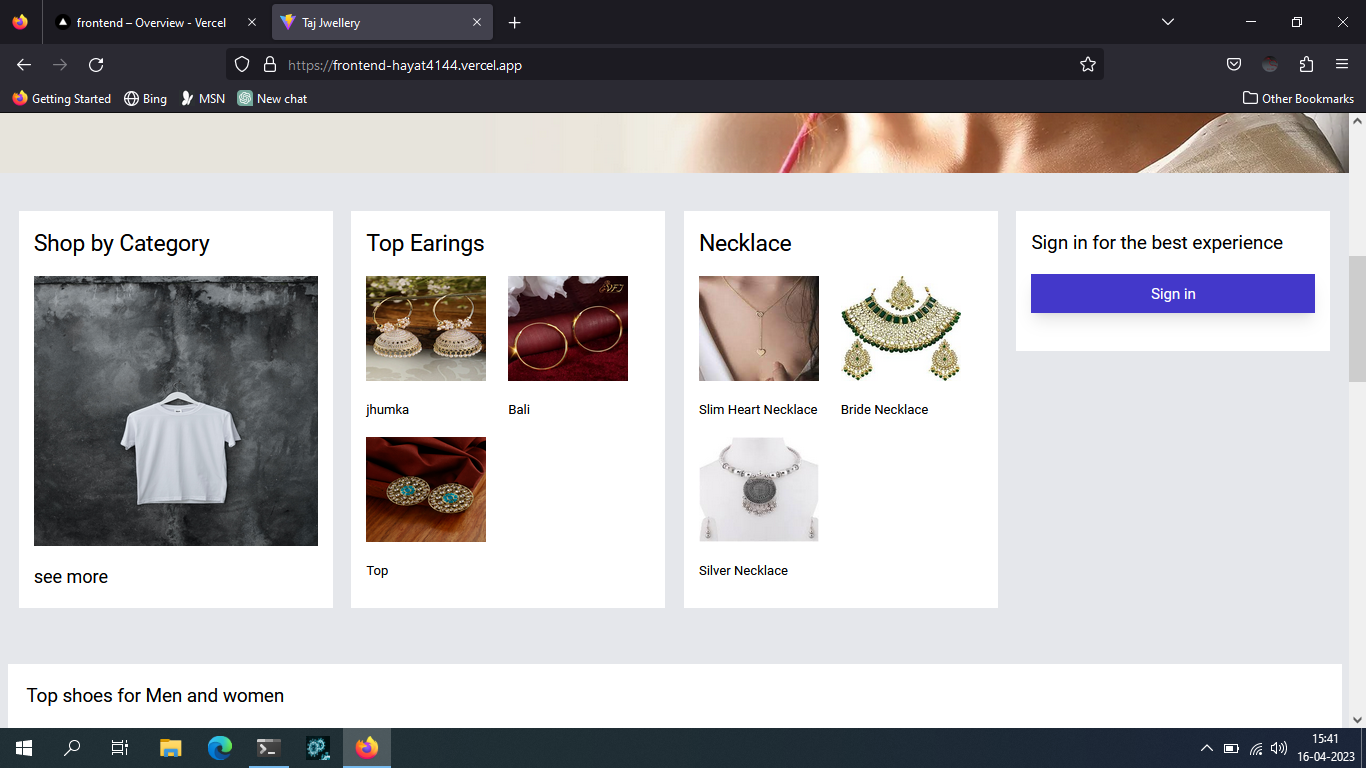 frontend – Overview - Vercel
Taj Jwellery
https://frontend-hayat4144.vercel.app
Getting Started
Bing
MSN
New chat
Other Bookmarks
Shop by Category
see more
Top Earings
VFJ
jhumka
Bali
Top
Necklace
Slim Heart Necklace
Bride Necklace
Silver Necklace
Sign in for the best experience
Sign in
Top shoes for Men and women
15:41
16-04-2023